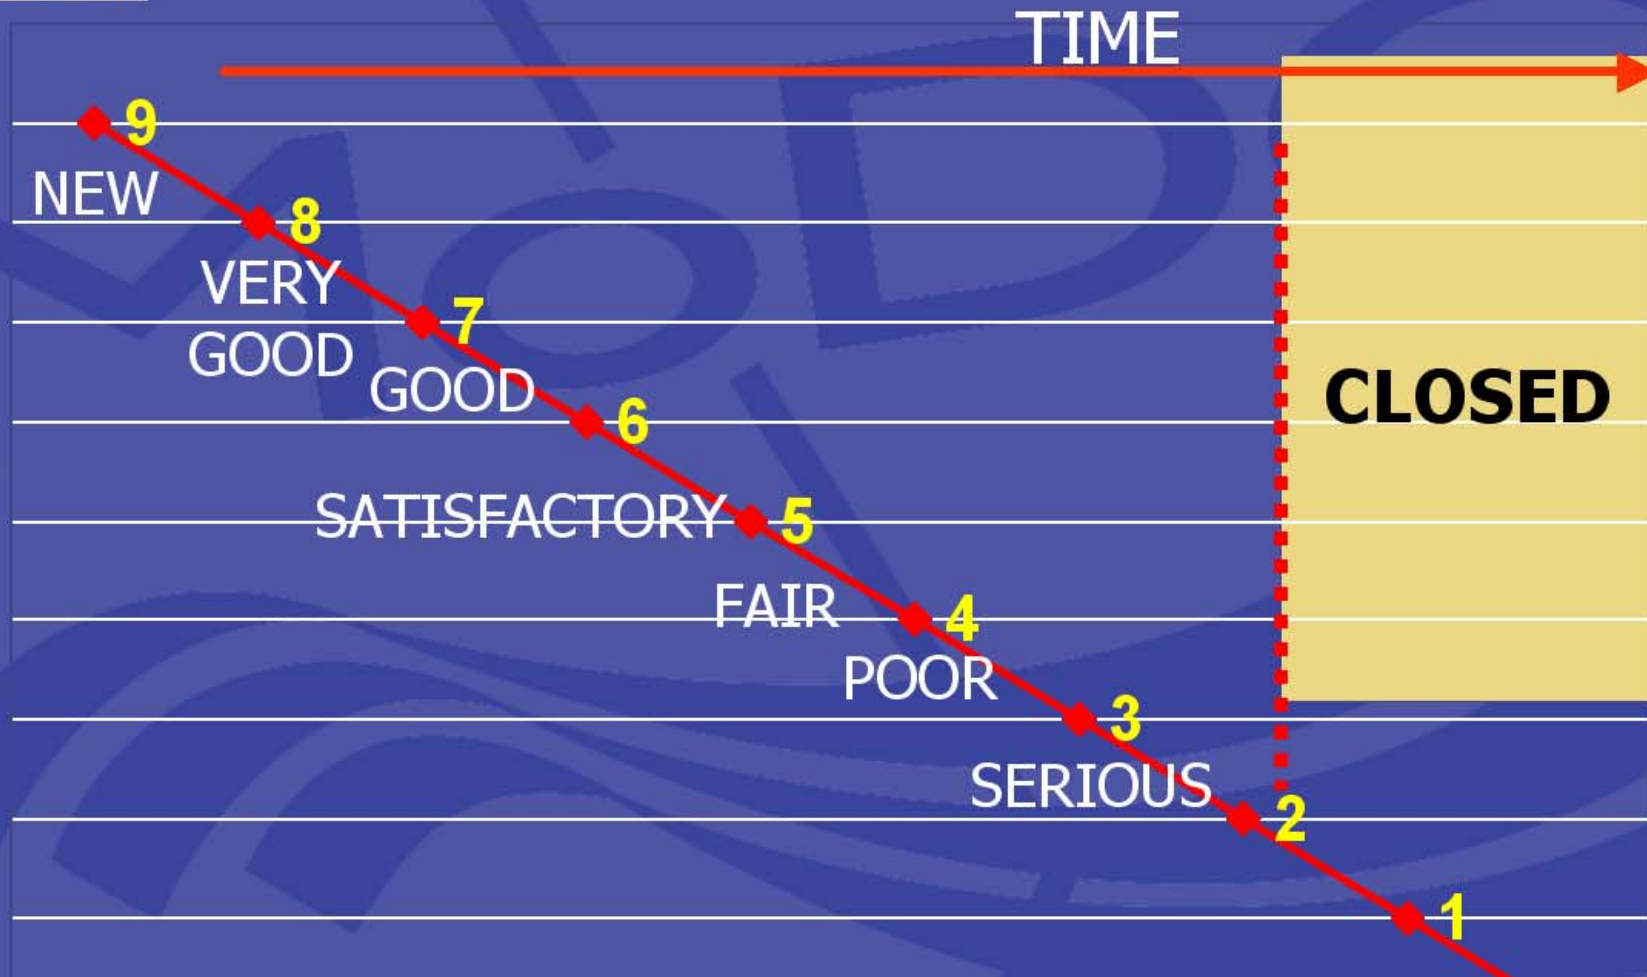 TIME
9
NEW
8
VERY
GOOD
7
GOOD
6
CLOSED
SATISFACTORY
5
FAIR
4
POOR
3
SERIOUS
2
1